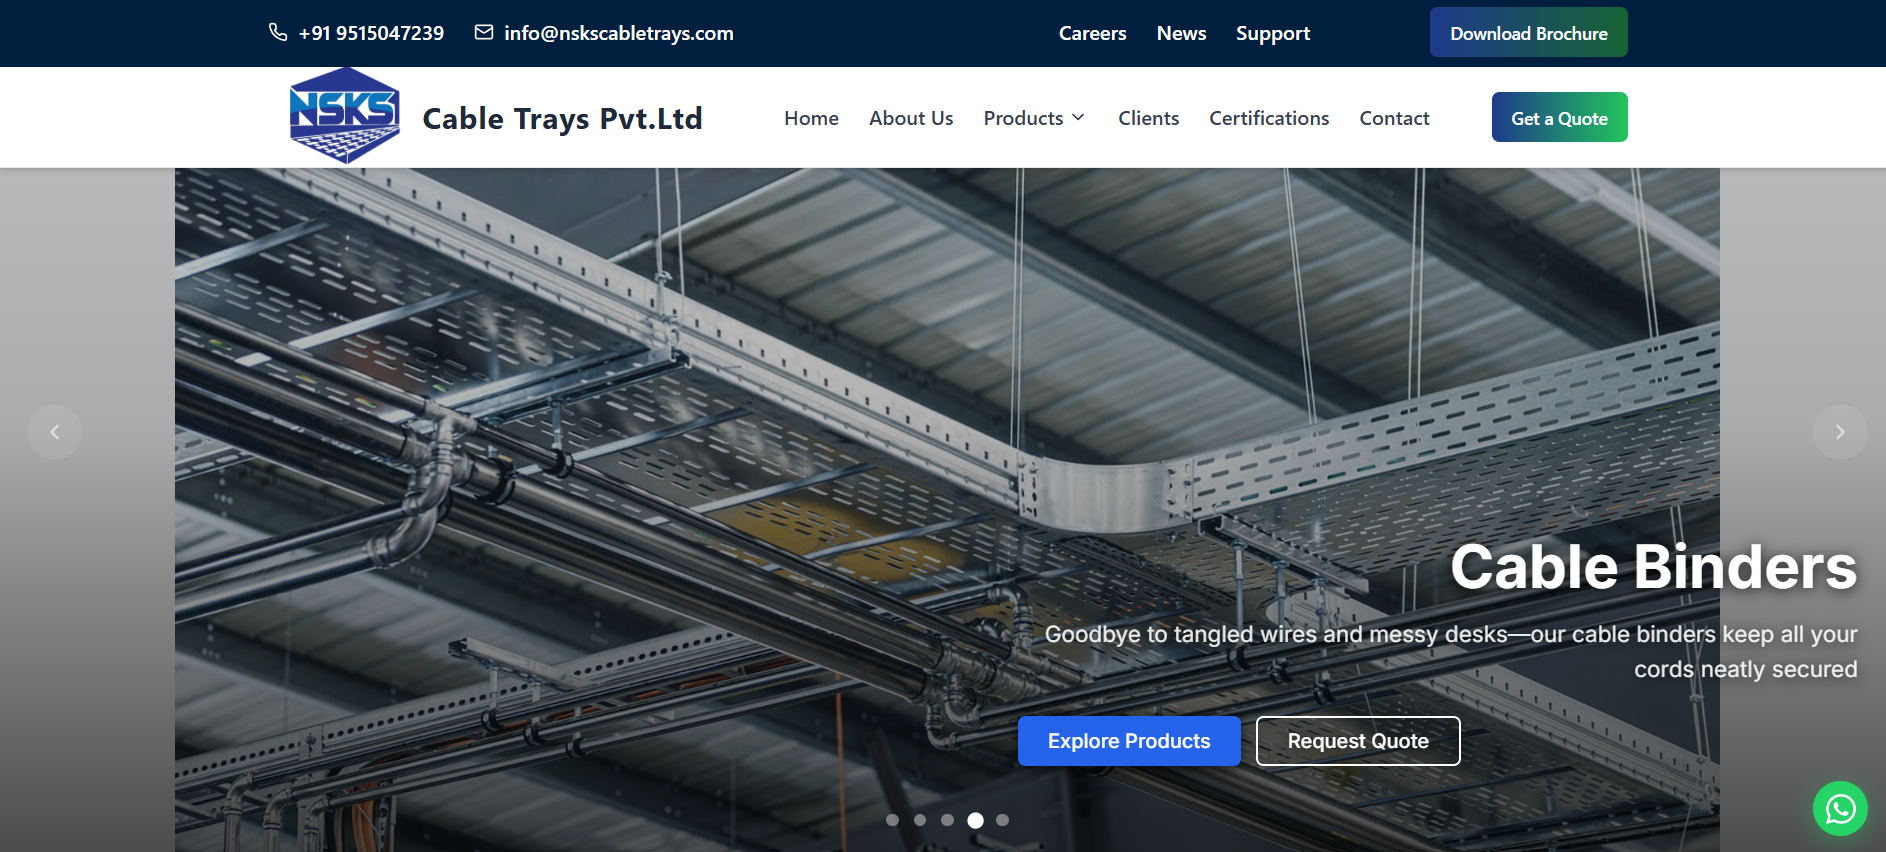 +91 9515047239
info@nskscabletrays.com
Careers
News
Support
Download Brochure
NSKS
Cable Trays Pvt.Ltd
Home
About Us
Products
Clients
Certifications
Contact
Get a Quote
Cable Binders
Goodbye to tangled wires and messy desks—our cable binders keep all your
cords neatly secured
Explore Products
Request Quote